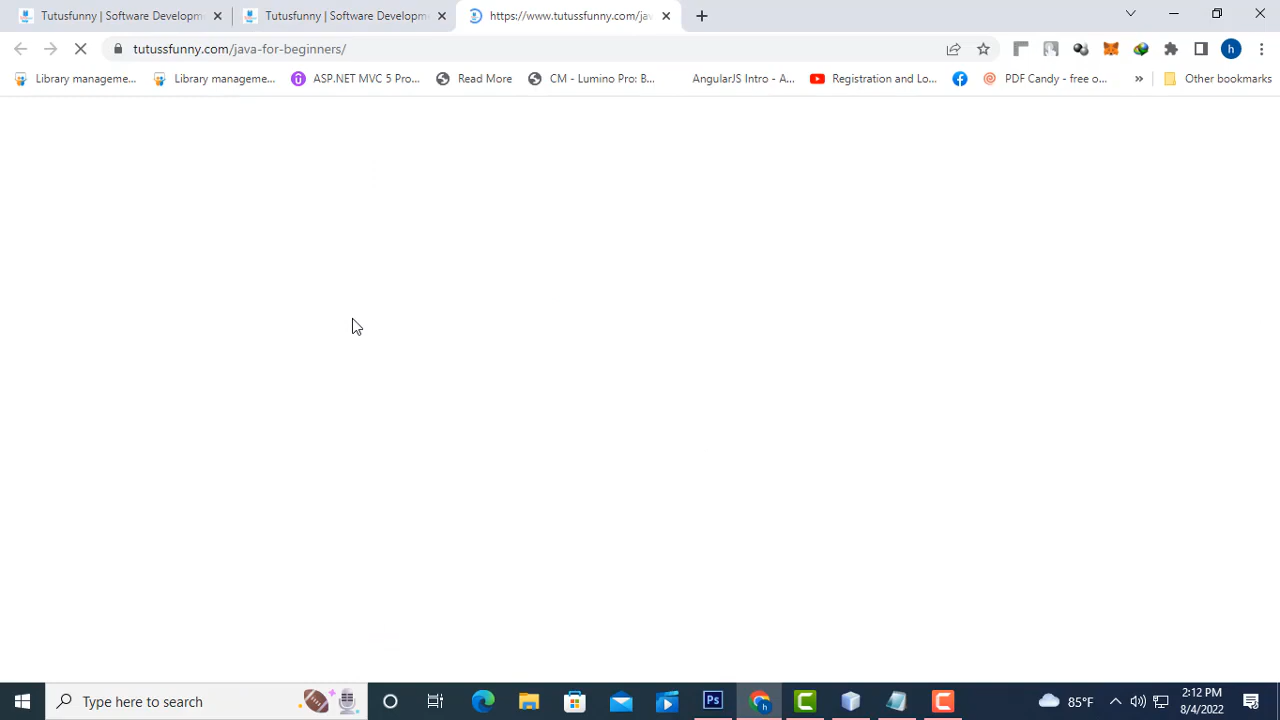 Tutusfunny | Software Developm
Tutusfunny | Software Developm
https://www.tutussfunny.com/jav
tutussfunny.com/java-for-beginners/
h
Library manageme...
Library manageme...
ASP.NET MVC 5 Pro...
Read More
CM - Lumino Pro: B...
AngularJS Intro - A...
Registration and Lo...
PDF Candy - free o...
»
Other bookmarks
Type here to search
Ps
h
85°F
2:12 PM
8/4/2022